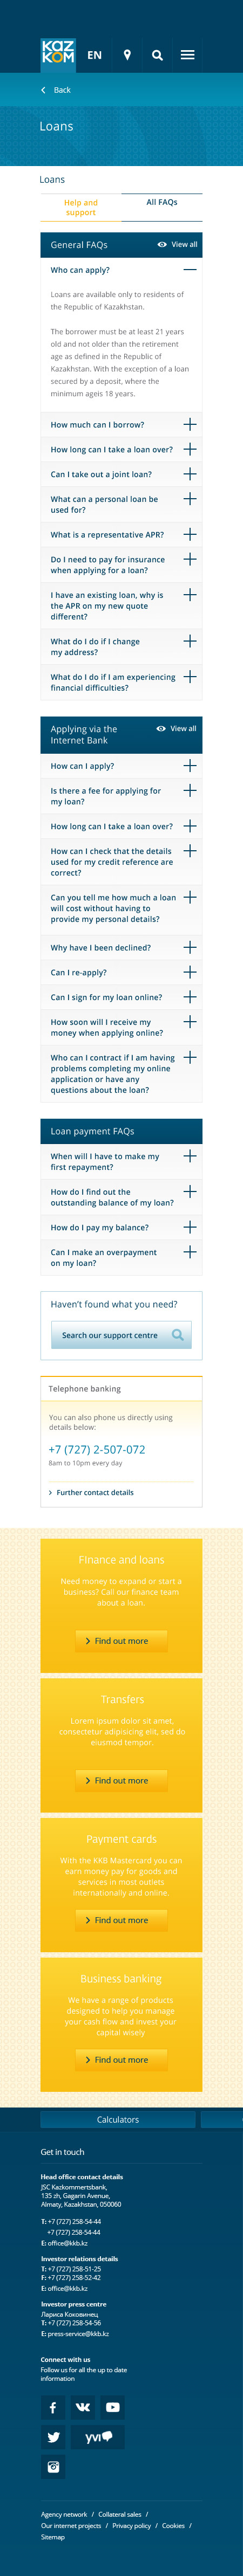 KAZ
KOM
EN
Back
Loans
Loans
Help and
support
All FAQs
General FAQs
View all
Who can apply?
Loans are available only to residents of
the Republic of Kazakhstan.
The borrower must be at least 21 years
old and not older than the retirement
age as defined in the Republic of
Kazakhstan. With the exception of a loan
secured by a deposit, where the
minimum ageis 18 years.
How much can I borrow?
How long can I take a loan over?
Can I take out a joint loan?
What can a personal loan be
used for?
What is a representative APR?
Do I need to pay for insurance
when applying for a loan?
I have an existing loan, why is
the APR on my new quote
different?
What do I do if I change
my address?
What do I do if I am experiencing
financial difficulties?
Applying via the
Internet Bank
View all
How can I apply?
Is there a fee for applying for
my loan?
How long can I take a loan over?
How can I check that the details
used for my credit reference are
correct?
Can you tell me how much a loan
will cost without having to
provide my personal details?
Why have I been declined?
Can I re-apply?
Can I sign for my loan online?
How soon will I receive my
money when applying online?
Who can I contract if I am having
problems completing my online
application or have any
questions about the loan?
Loan payment FAQs
When will I have to make my
first repayment?
How do I find out the
outstanding balance of my loan?
How do I pay my balance?
Can I make an overpayment
on my loan?
Haven't found what you need?
Search our support centre
Telephone banking
You can also phone us directly using
details below:
+7 (727) 2-507-072
8am to 10pm every day
Further contact details
Finance and loans
Need money to expand or start a
business? Call our finance team
about a loan.
Find out more
Transfers
Lorem ipsum dolor sit amet,
consectetur adipisicing elit, sed do
eiusmod tempor.
Find out more
Payment cards
With the KKB Mastercard you can
earn money pay for goods and
services in most outlets
internationally and online.
Find out more
Business banking
We have a range of products
designed to help you manage
your cash flow and invest your
capital wisely
Find out more
Calculators
Get in touch
Head office contact details
JSC Kazkommertsbank,
135 zh, Gagarin Avenue,
Almaty, Kazakhstan, 050060
T: +7 (727) 258-54-44
+7 (727) 258-54-44
E: office@kkb.kz
Investor relations details
T: +7 (727) 258-51-25
F: +7 (727) 258-52-42
E: office@kkb.kz
Investor press centre
Лариса Коковинец
T: +7 (727) 258-54-56
E: press-service@kkb.kz
Connect with us
Follow us for all the up to date
information
yvi
Agency network / Collateral sales /
Our internet projects / Privacy policy / Cookies /
Sitemap